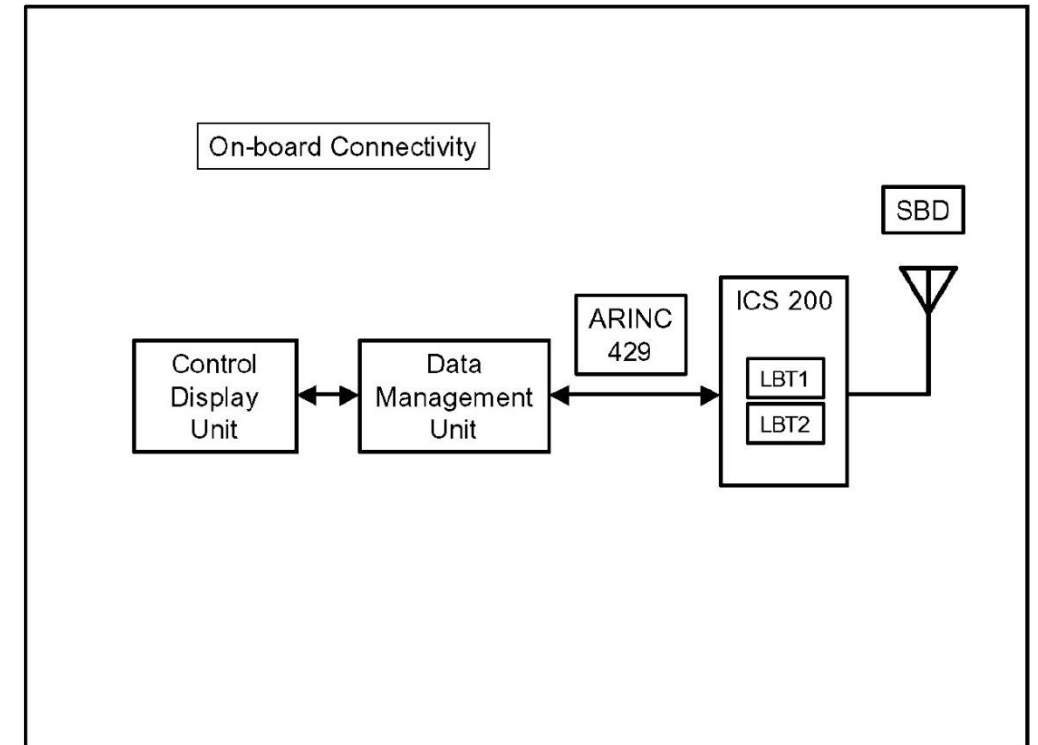 On-board Connectivity
SBD
ARINC
429
ICS 200
LBT1
LBT2
Control
Display
Unit
Data
Management
Unit